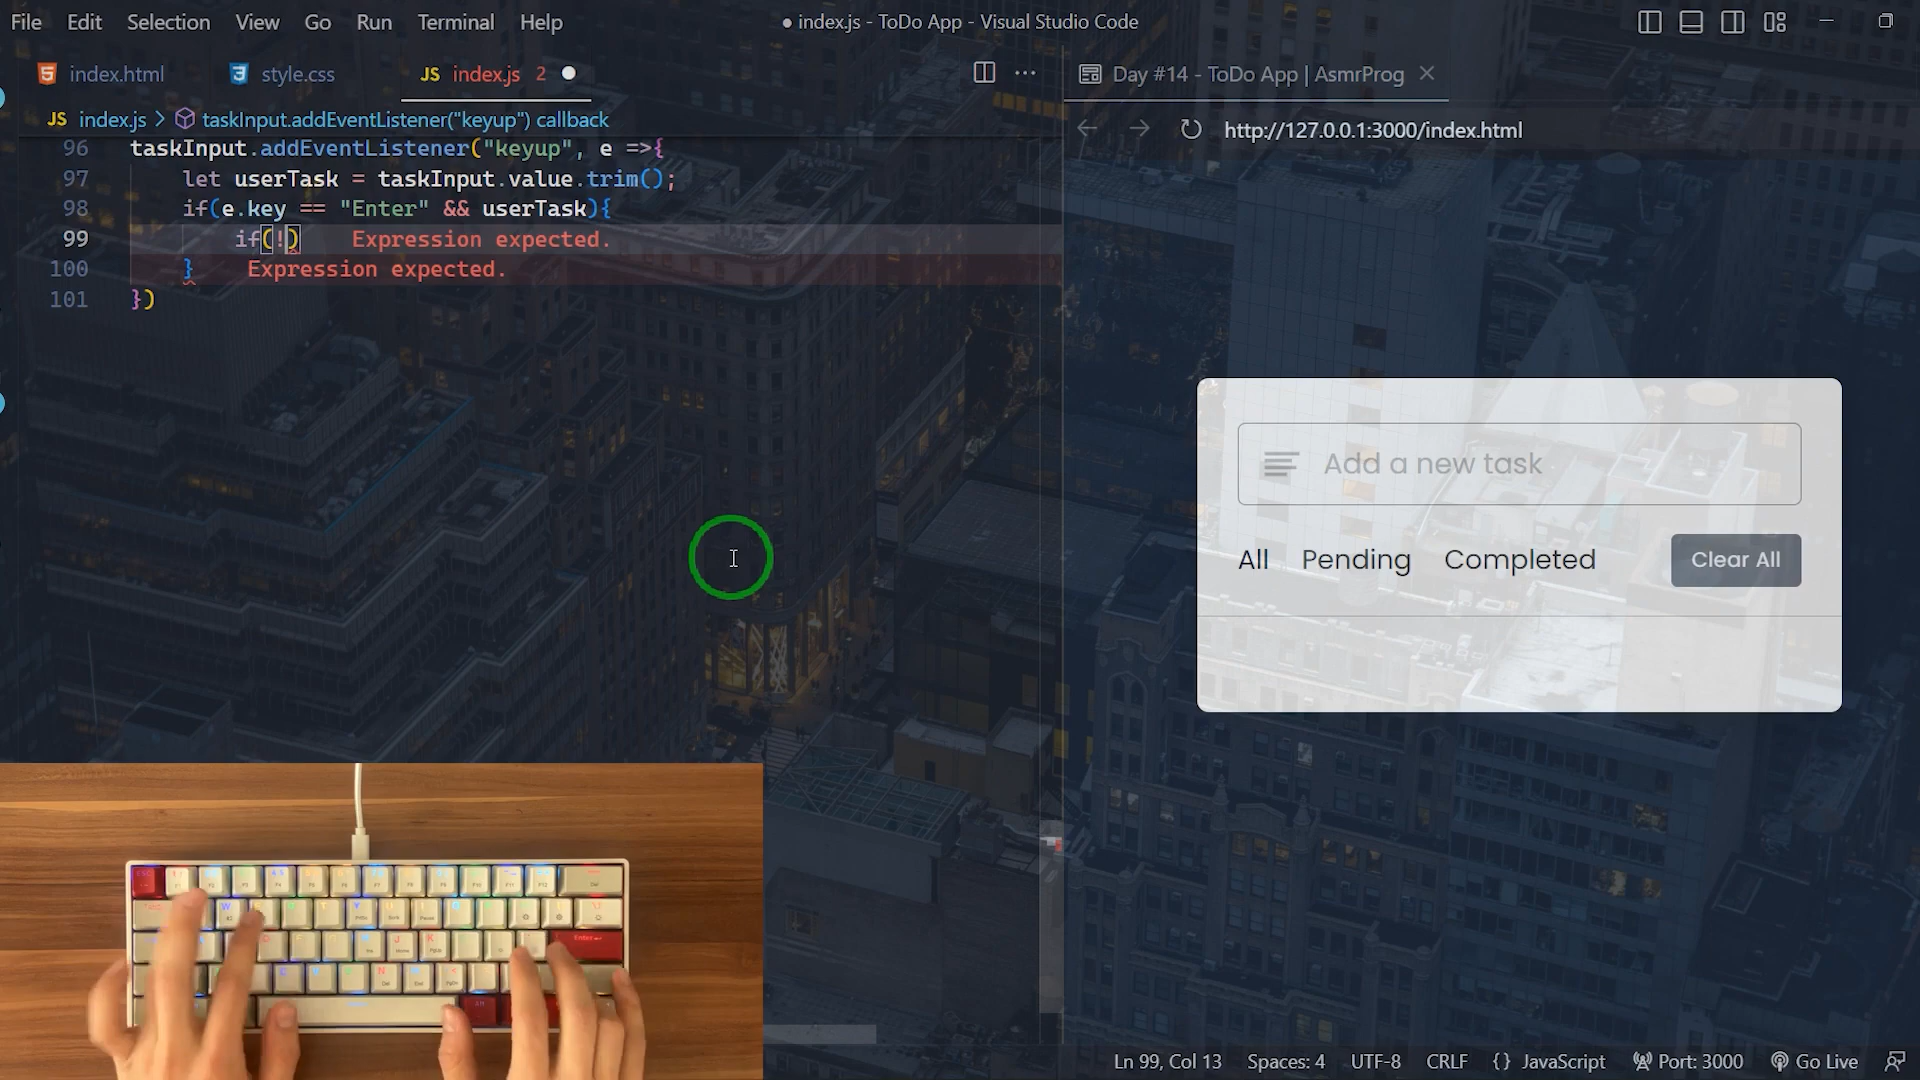 File Edit Selection View Go Run Terminal Help
● index.js - ToDo App - Visual Studio Code
index.html
style.css
JS index.js 2
Day #14 - ToDo App | AsmrProg
JS index.js > taskInput.addEventListener("keyup") callback
http://127.0.0.1:3000/index.html
96 taskInput.addEventListener("keyup", e =>{
97 let userTask = taskInput.value.trim();
98 if(e.key == "Enter" && userTask){
99 if(!) Expression expected.
100 } Expression expected.
101 })
Add a new task
All Pending Completed Clear All
Ln 99, Col 13 Spaces: 4 UTF-8 CRLF {} JavaScript Port: 3000 Go Live